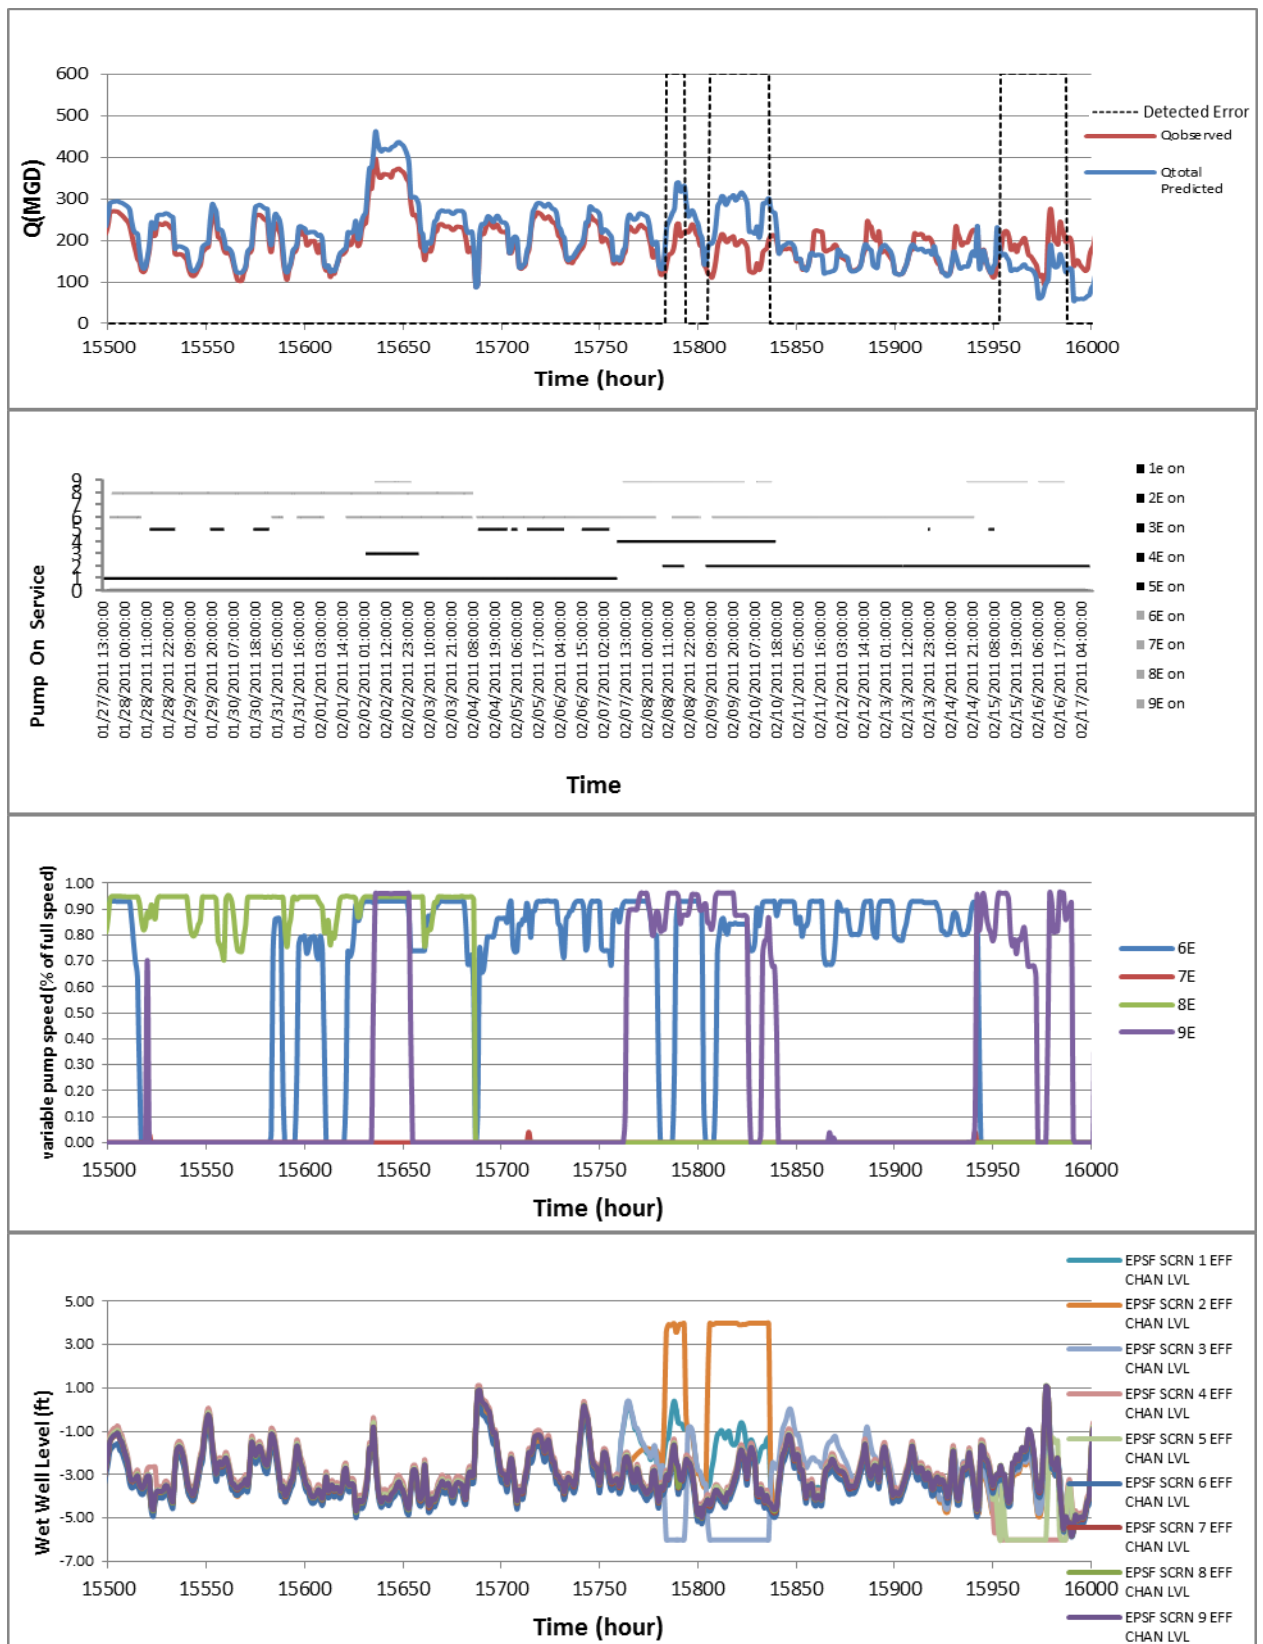 600
500
400
300
200
100
0
Q(MGD)
15500 15550 15600 15650 15700 15750 15800 15850 15900 15950 16000
Time (hour)
Detected Error
Qobserved
Qtotal
Predicted
9
8
7
6
5
4
3
2
1
0
Pump On Service
01/27/2011 13:00:00
01/28/2011 00:00:00
01/28/2011 11:00:00
01/28/2011 22:00:00
01/29/2011 09:00:00
01/29/2011 20:00:00
01/30/2011 07:00:00
01/30/2011 18:00:00
01/31/2011 05:00:00
01/31/2011 16:00:00
02/01/2011 03:00:00
02/01/2011 14:00:00
02/02/2011 01:00:00
02/02/2011 12:00:00
02/02/2011 23:00:00
02/03/2011 10:00:00
02/03/2011 21:00:00
02/04/2011 08:00:00
02/04/2011 19:00:00
02/05/2011 06:00:00
02/05/2011 17:00:00
02/06/2011 04:00:00
02/06/2011 15:00:00
02/07/2011 02:00:00
02/07/2011 13:00:00
02/08/2011 00:00:00
02/08/2011 11:00:00
02/08/2011 22:00:00
02/09/2011 09:00:00
02/09/2011 20:00:00
02/10/2011 07:00:00
02/10/2011 18:00:00
02/11/2011 05:00:00
02/11/2011 16:00:00
02/12/2011 03:00:00
02/12/2011 14:00:00
02/13/2011 01:00:00
02/13/2011 12:00:00
02/13/2011 23:00:00
02/14/2011 10:00:00
02/14/2011 21:00:00
02/15/2011 08:00:00
02/15/2011 19:00:00
02/16/2011 06:00:00
02/16/2011 17:00:00
02/17/2011 04:00:00
Time
1e on
2E on
3E on
4E on
5E on
6E on
7E on
8E on
9E on
variable pump speed (% of full speed)
1.00
0.90
0.80
0.70
0.60
0.50
0.40
0.30
0.20
0.10
0.00
15500 15550 15600 15650 15700 15750 15800 15850 15900 15950 16000
Time (hour)
6E
7E
8E
9E
Wet Well Level (ft)
5.00
3.00
1.00
-1.00
-3.00
-5.00
-7.00
15500 15550 15600 15650 15700 15750 15800 15850 15900 15950 16000
Time (hour)
EPSF SCRN 1 EFF
CHAN LVL
EPSF SCRN 2 EFF
CHAN LVL
EPSF SCRN 3 EFF
CHAN LVL
EPSF SCRN 4 EFF
CHAN LVL
EPSF SCRN 5 EFF
CHAN LVL
EPSF SCRN 6 EFF
CHAN LVL
EPSF SCRN 7 EFF
CHAN LVL
EPSF SCRN 8 EFF
CHAN LVL
EPSF SCRN 9 EFF
CHAN LVL